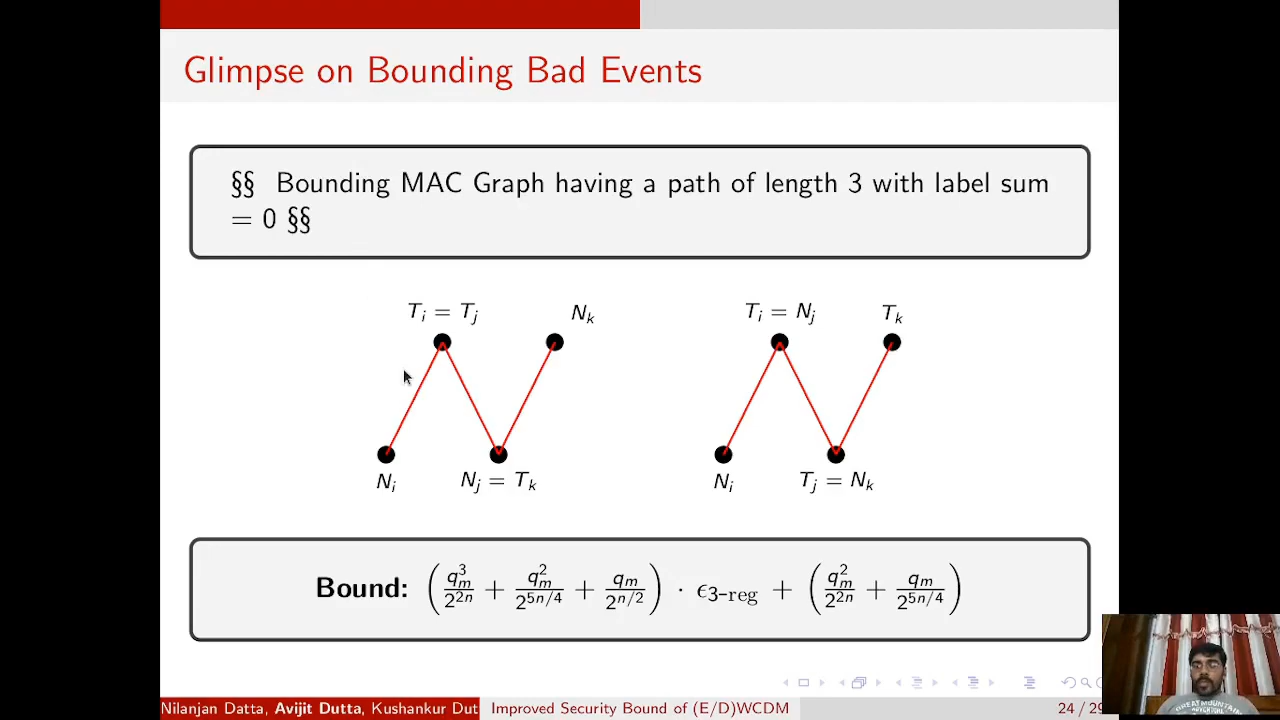 Glimpse on Bounding Bad Events
§§ Bounding MAC Graph having a path of length 3 with label sum
= 0 §§
T_i = T_j N_k T_i = N_j T_k
N_i N_j = T_k N_i T_j = N_k
Bound: (q_m^3/2^{2n} + q_m^2/2^{5n/4} + q_m/2^{n/2}) · ϵ_{3-reg} + (q_m^2/2^{2n} + q_m/2^{5n/4})
Nilanjan Datta, Avijit Dutta, Kushankur Dut Improved Security Bound of (E/D)WCDM 24 / 29